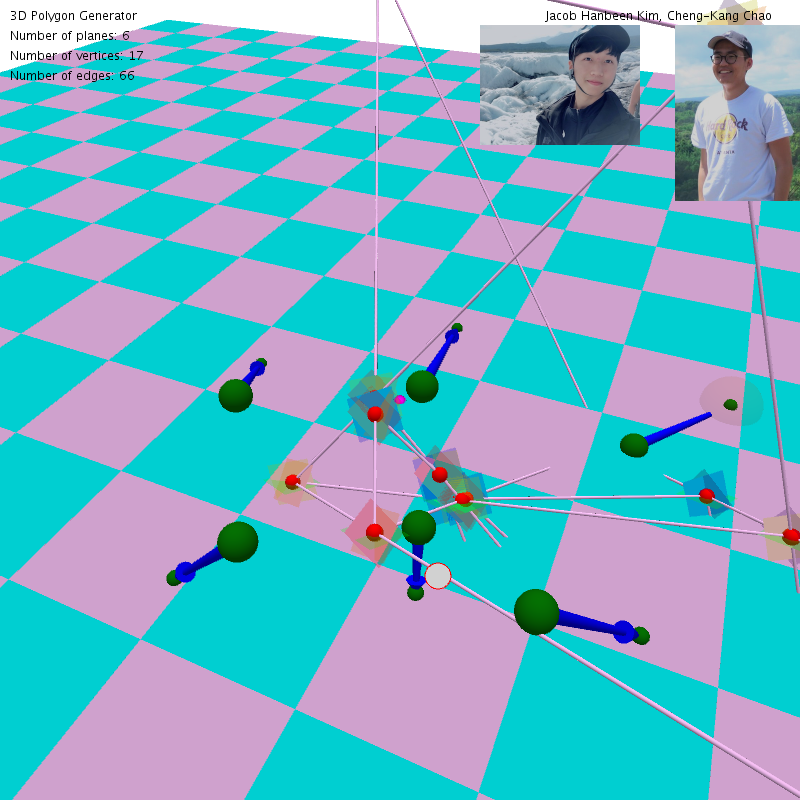 3D Polygon Generator
Jacob Hanbeen Kim, Cheng-Kang Chao
Number of planes: 6
Number of vertices: 17
Number of edges: 66